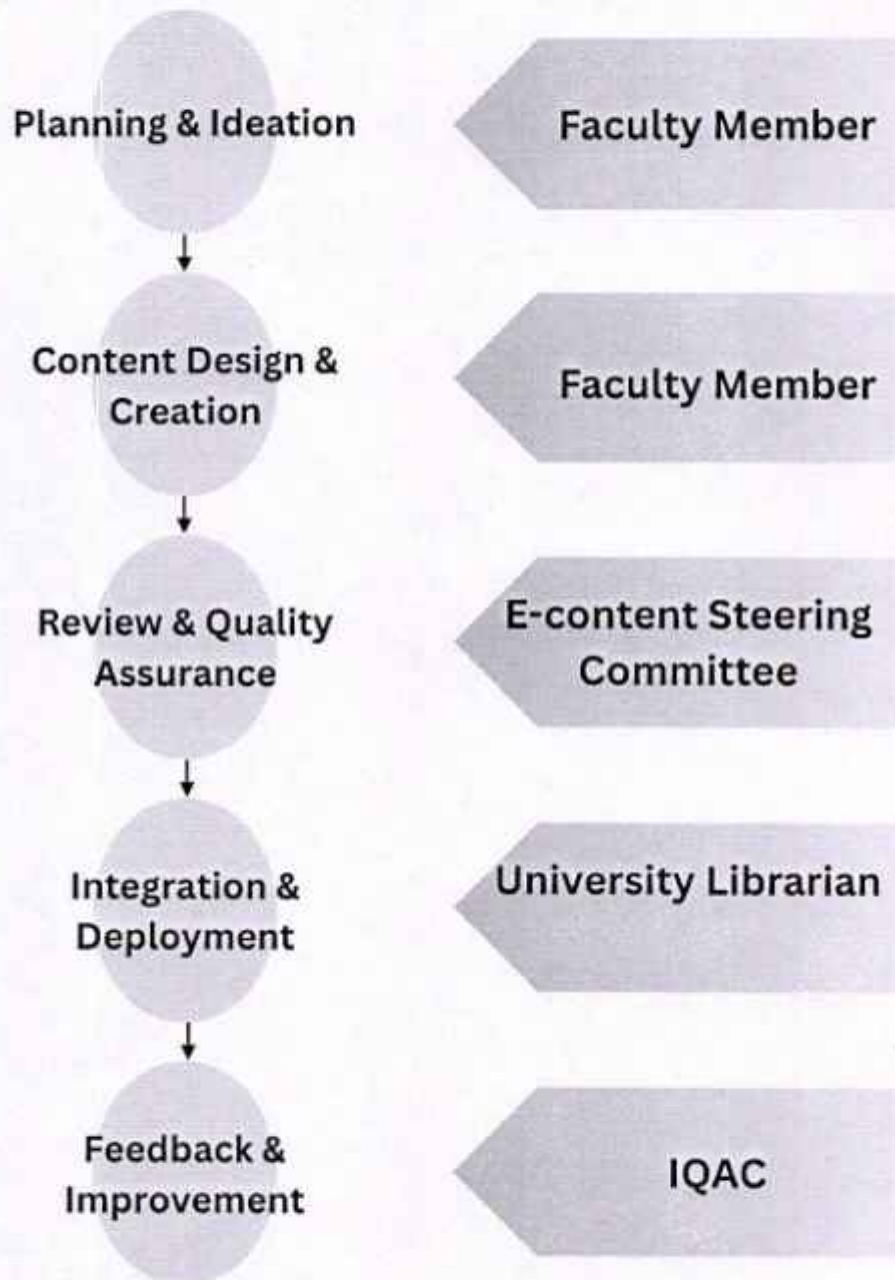 Planning & Ideation
Faculty Member
Content Design &
Creation
Faculty Member
Review & Quality
Assurance
E-content Steering
Committee
Integration &
Deployment
University Librarian
Feedback &
Improvement
IQAC